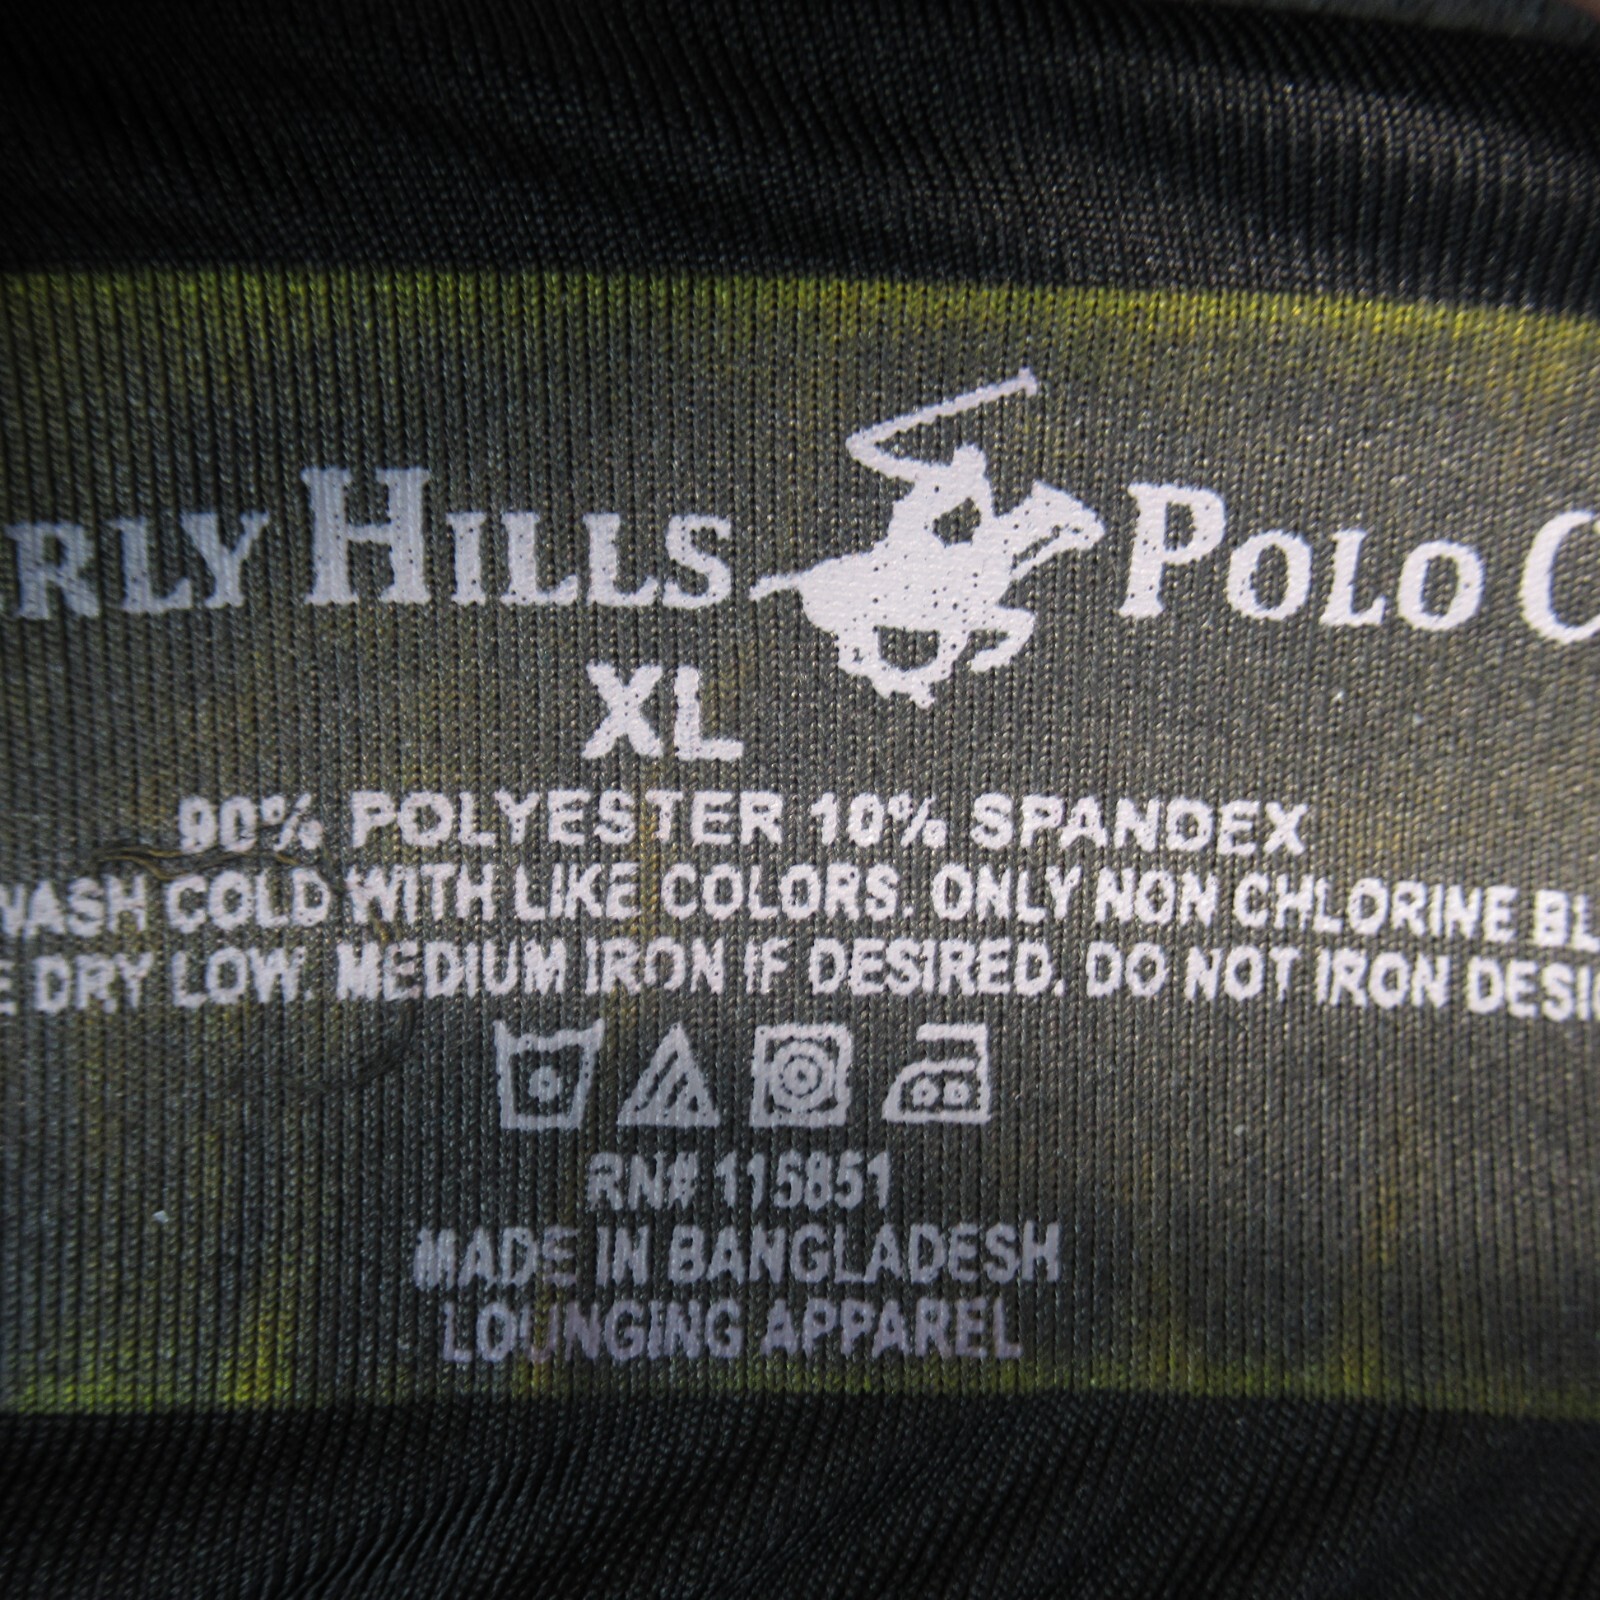 RLY HILLS POLO C
XL
90% POLYESTER 10% SPANDEX
WASH COLD WITH LIKE COLORS. ONLY NON CHLORINE BL
E DRY LOW. MEDIUM IRON IF DESIRED. DO NOT IRON DESI
RN# 115851
MADE IN BANGLADESH
LOUNGING APPAREL